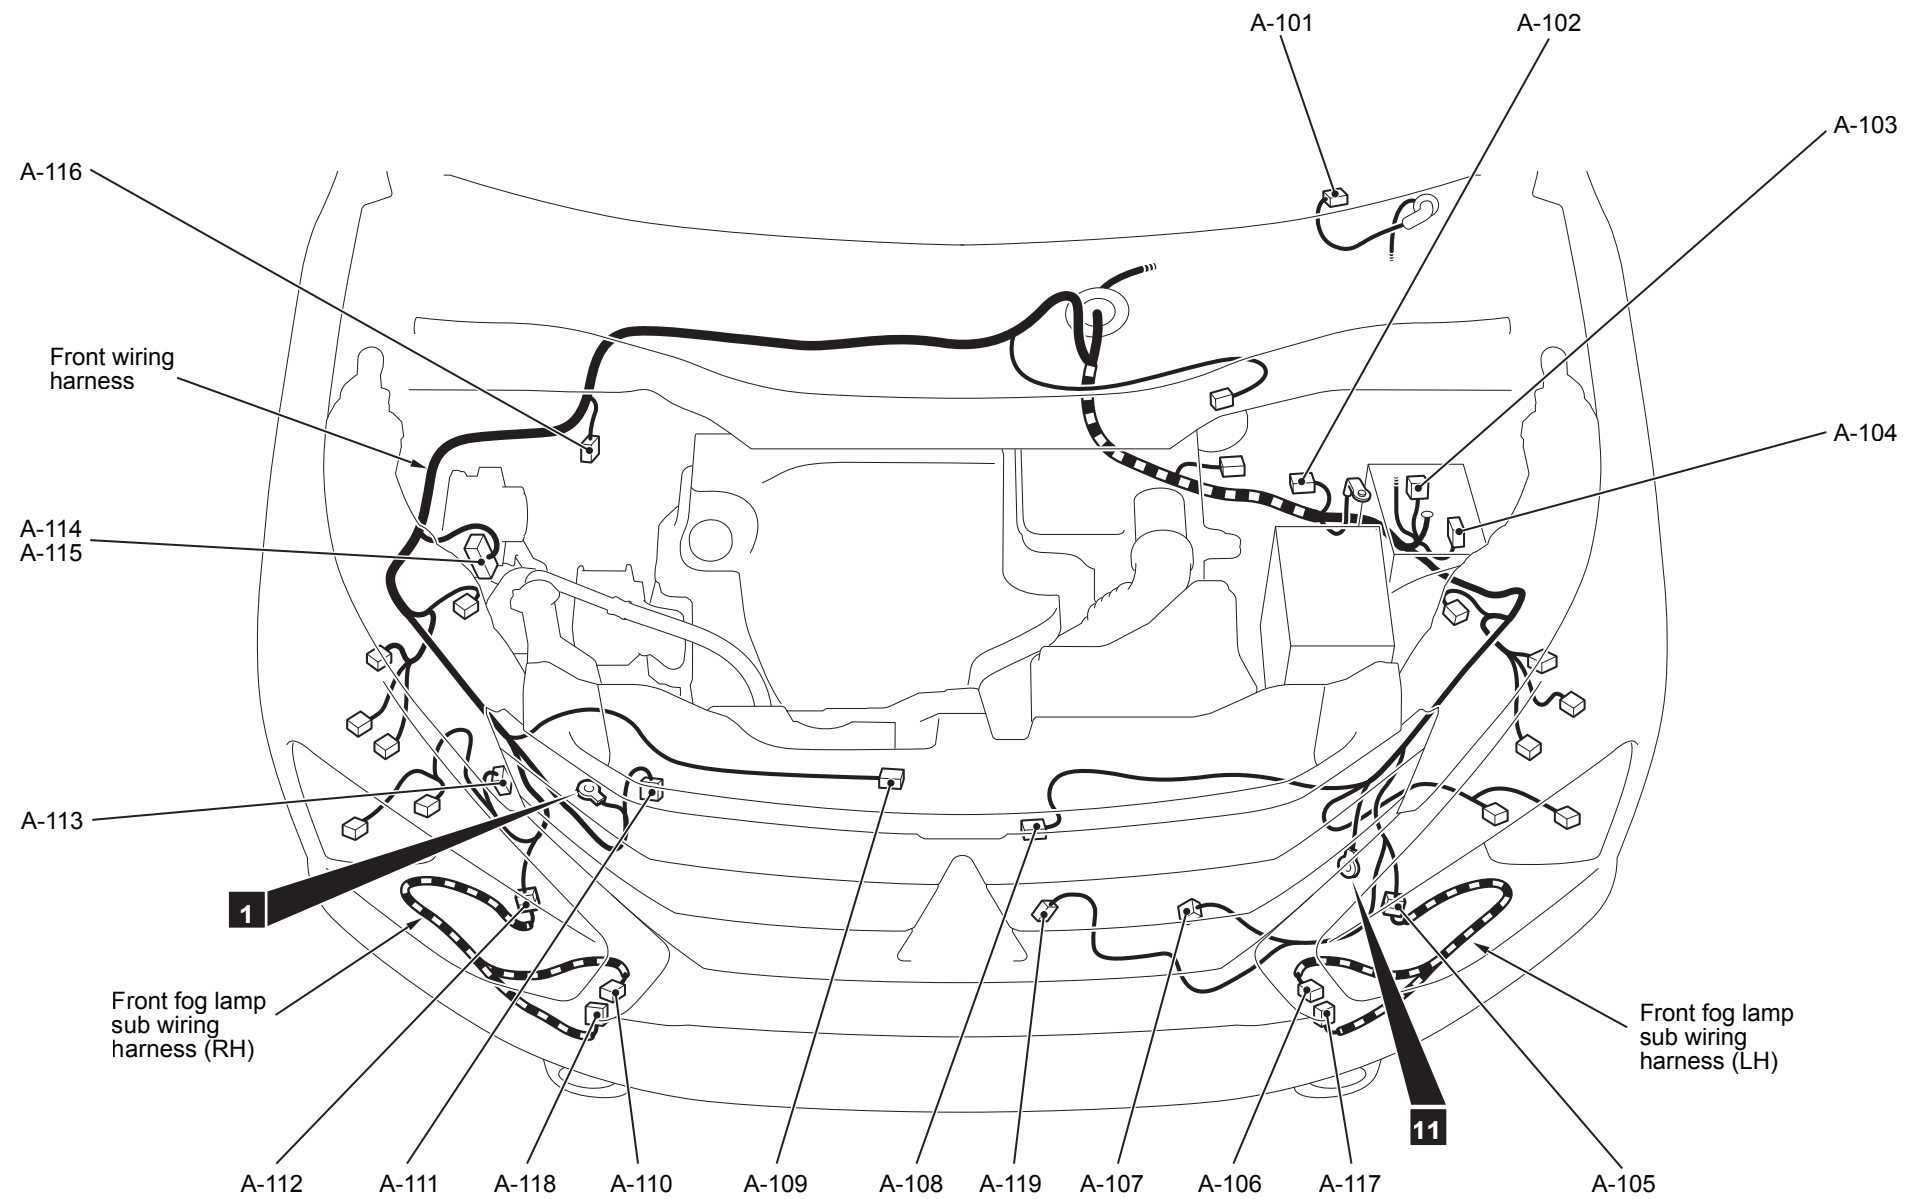 A-101
A-102
A-103
A-116
Front wiring
harness
A-104
A-114
A-115
A-113
1
Front fog lamp
sub wiring
harness (RH)
Front fog lamp
sub wiring
harness (LH)
11
A-112
A-111
A-118
A-110
A-109
A-108
A-119
A-107
A-106
A-117
A-105